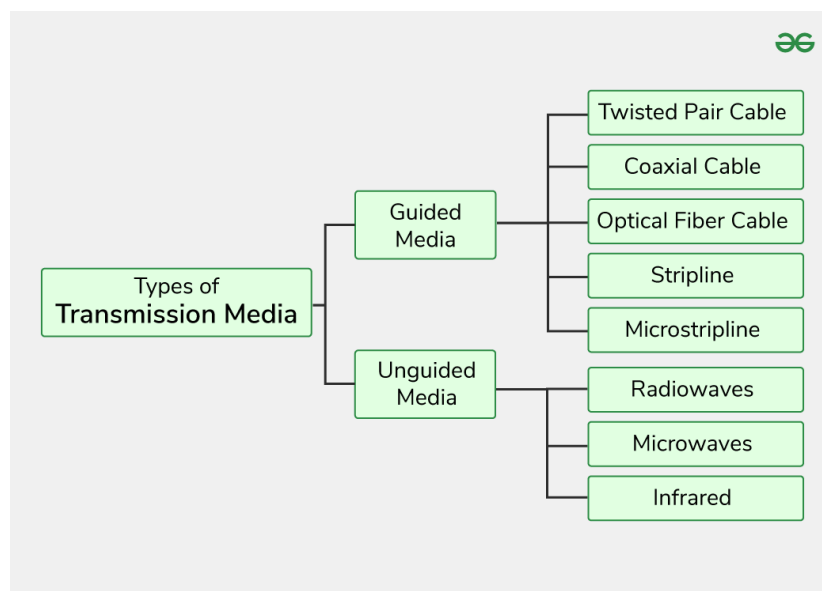 Types of
Transmission Media
Guided
Media
Twisted Pair Cable
Coaxial Cable
Optical Fiber Cable
Stripline
Microstripline
Unguided
Media
Radiowaves
Microwaves
Infrared